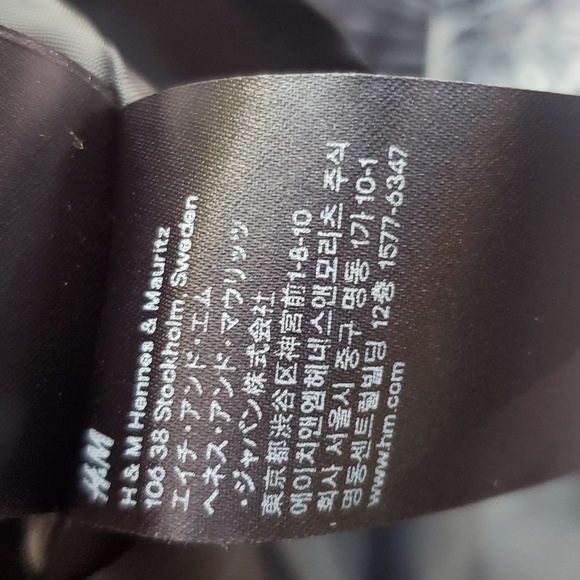 H&M
H & M Hennes & Mauritz
106 38 Stockholm, Sweden
エイチ・アンド・エム
ヘネス・アンド・マウリッツ
・ジャパン株式会社
東京都渋谷区神宮前1-8-10
에이치앤엠헤네스앤모리츠 주식
회사 서울시 중구 명동 1가 10-1
명동센트럴빌딩 12층 1577-6347
www.hm.com